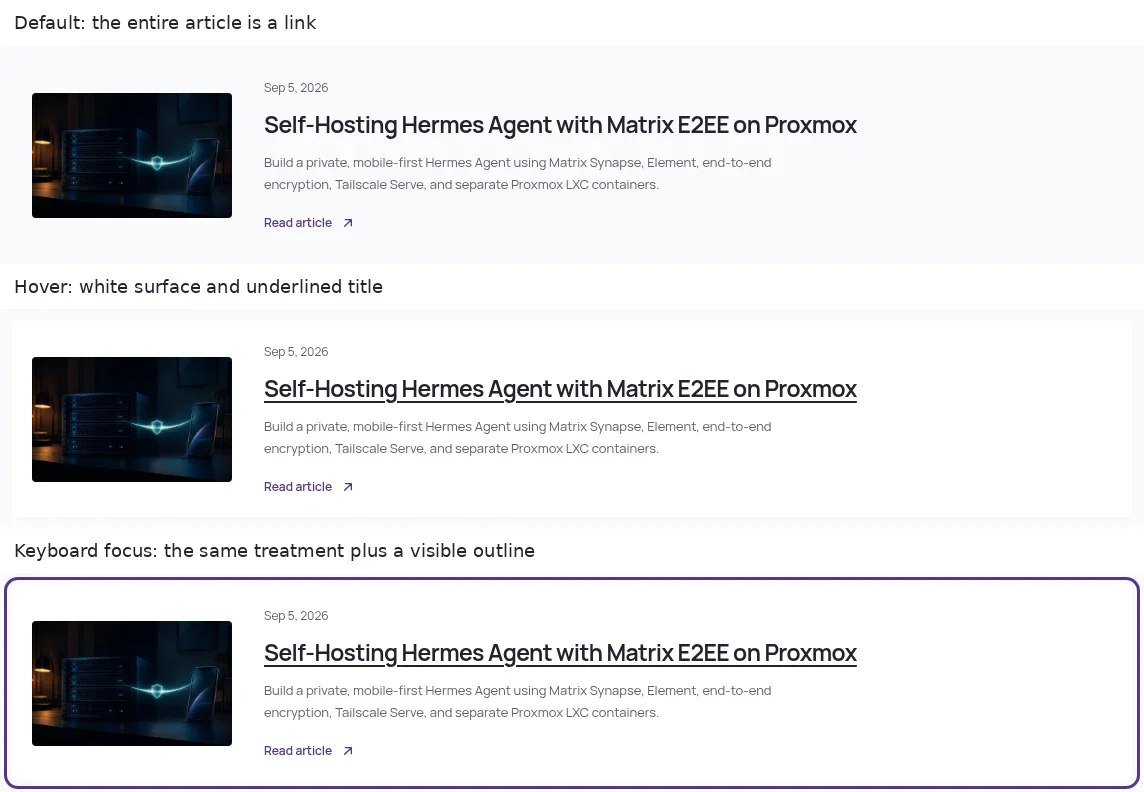 Default: the entire article is a link
Sep 5, 2026
Self-Hosting Hermes Agent with Matrix E2EE on Proxmox
Build a private, mobile-first Hermes Agent using Matrix Synapse, Element, end-to-end
encryption, Tailscale Serve, and separate Proxmox LXC containers.
Read article
Hover: white surface and underlined title
Sep 5, 2026
Self-Hosting Hermes Agent with Matrix E2EE on Proxmox
Build a private, mobile-first Hermes Agent using Matrix Synapse, Element, end-to-end
encryption, Tailscale Serve, and separate Proxmox LXC containers.
Read article
Keyboard focus: the same treatment plus a visible outline
Sep 5, 2026
Self-Hosting Hermes Agent with Matrix E2EE on Proxmox
Build a private, mobile-first Hermes Agent using Matrix Synapse, Element, end-to-end
encryption, Tailscale Serve, and separate Proxmox LXC containers.
Read article